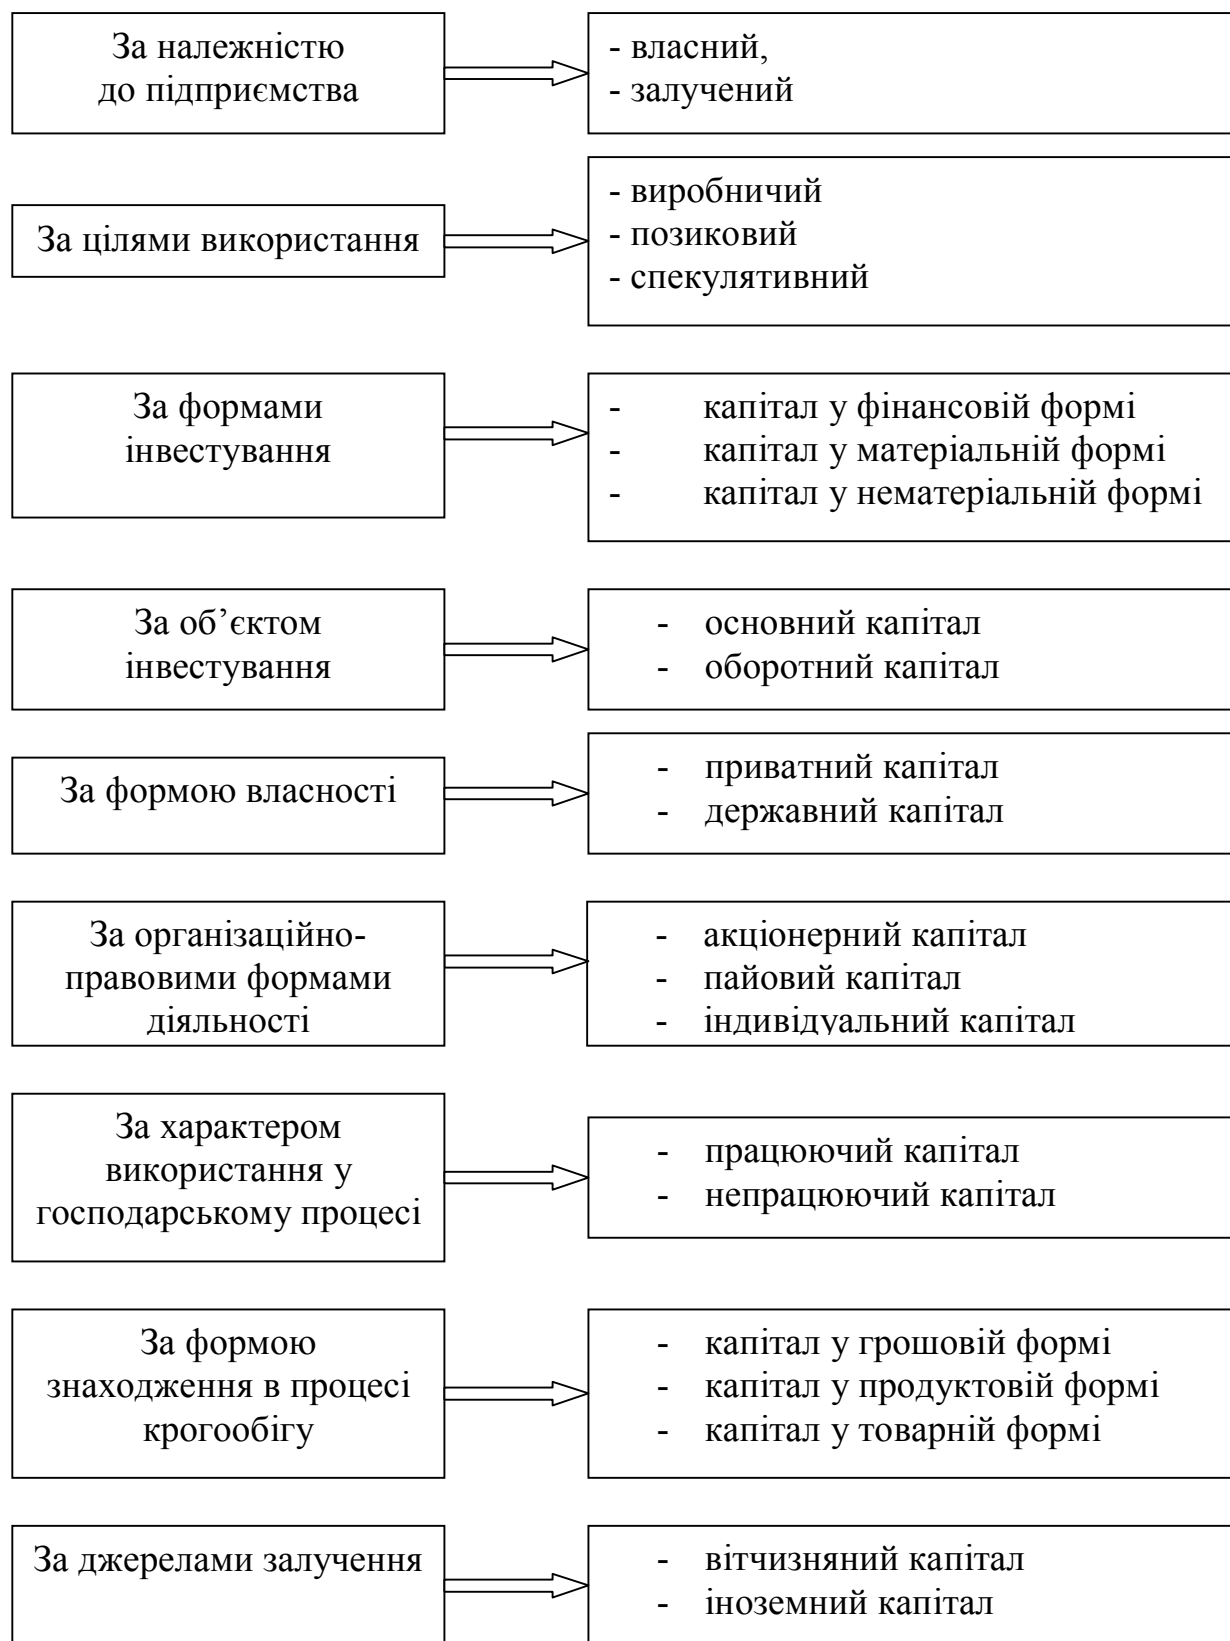 За належністю
до підприємства
- власний,
- залучений
За цілями використання
- виробничий
- позиковий
- спекулятивний
За формами
інвестування
- капітал у фінансовій формі
- капітал у матеріальній формі
- капітал у нематеріальній формі
За об’єктом
інвестування
- основний капітал
- оборотний капітал
За формою власності
- приватний капітал
- державний капітал
За організаційно-
правовими формами
діяльності
- акціонерний капітал
- пайовий капітал
- індивідуальний капітал
За характером
використання у
господарському процесі
- працюючий капітал
- непрацюючий капітал
За формою
знаходження в процесі
крогообігу
- капітал у грошовій формі
- капітал у продуктовій формі
- капітал у товарній формі
За джерелами залучення
- вітчизняний капітал
- іноземний капітал